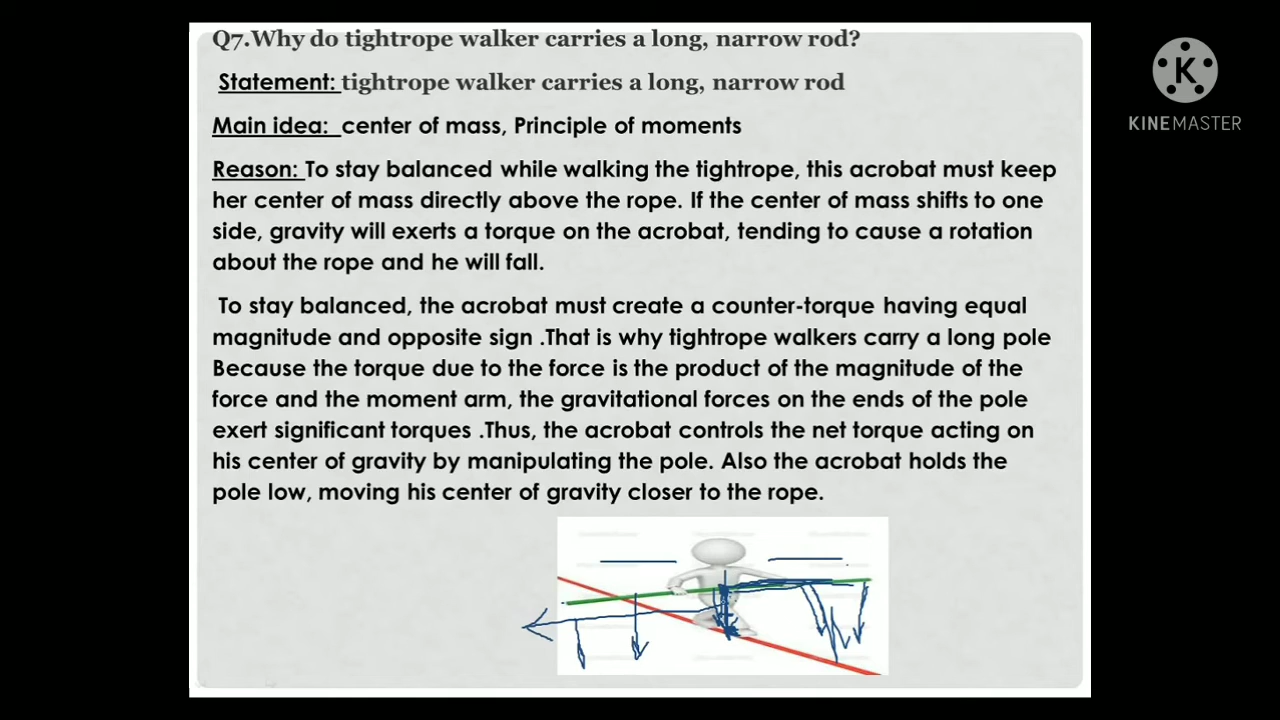 Q7.Why do tightrope walker carries a long, narrow rod?
Statement: tightrope walker carries a long, narrow rod
Main idea: center of mass, Principle of moments
Reason: To stay balanced while walking the tightrope, this acrobat must keep
her center of mass directly above the rope. If the center of mass shifts to one
side, gravity will exerts a torque on the acrobat, tending to cause a rotation
about the rope and he will fall.
To stay balanced, the acrobat must create a counter-torque having equal
magnitude and opposite sign .That is why tightrope walkers carry a long pole
Because the torque due to the force is the product of the magnitude of the
force and the moment arm, the gravitational forces on the ends of the pole
exert significant torques .Thus, the acrobat controls the net torque acting on
his center of gravity by manipulating the pole. Also the acrobat holds the
pole low, moving his center of gravity closer to the rope.
K
KINEMASTER